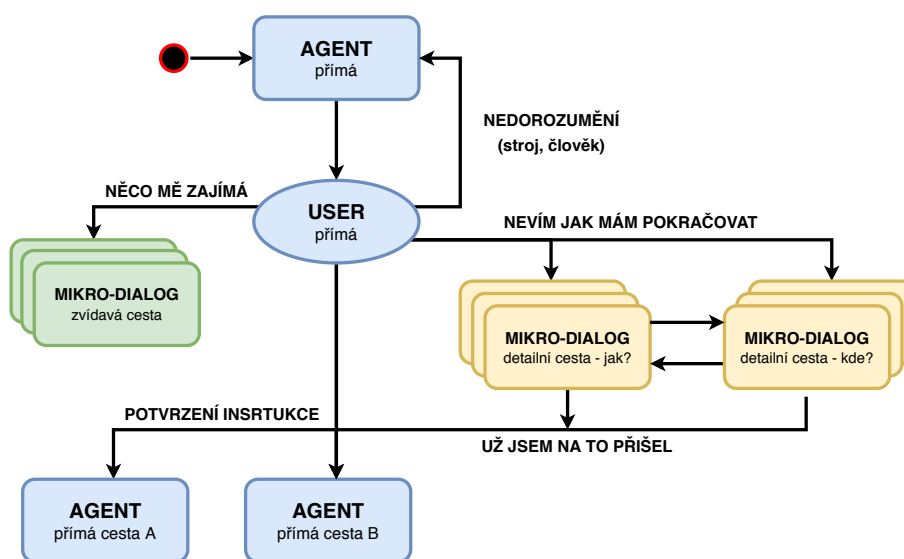 AGENT
přímá
NEDOROZUMĚNÍ
(stroj, člověk)
NĚCO MĚ ZAJÍMÁ
USER
přímá
NEVÍM JAK MÁM POKRAČOVAT
MIKRO-DIALOG
zvídavá cesta
MIKRO-DIALOG
detailní cesta - jak?
MIKRO-DIALOG
detailní cesta - kde?
POTVRZENÍ INSRTUKCE
UŽ JSEM NA TO PŘIŠEL
AGENT
přímá cesta A
AGENT
přímá cesta B